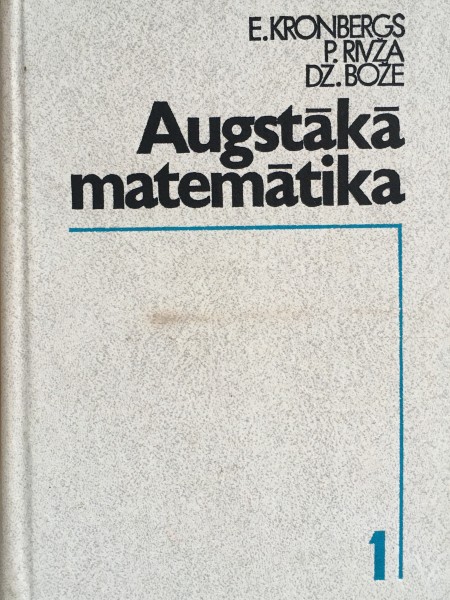 E. KRONBERGS
P. RIVŽA
DŽ. BOŽE
Augstākā
matemātika
1